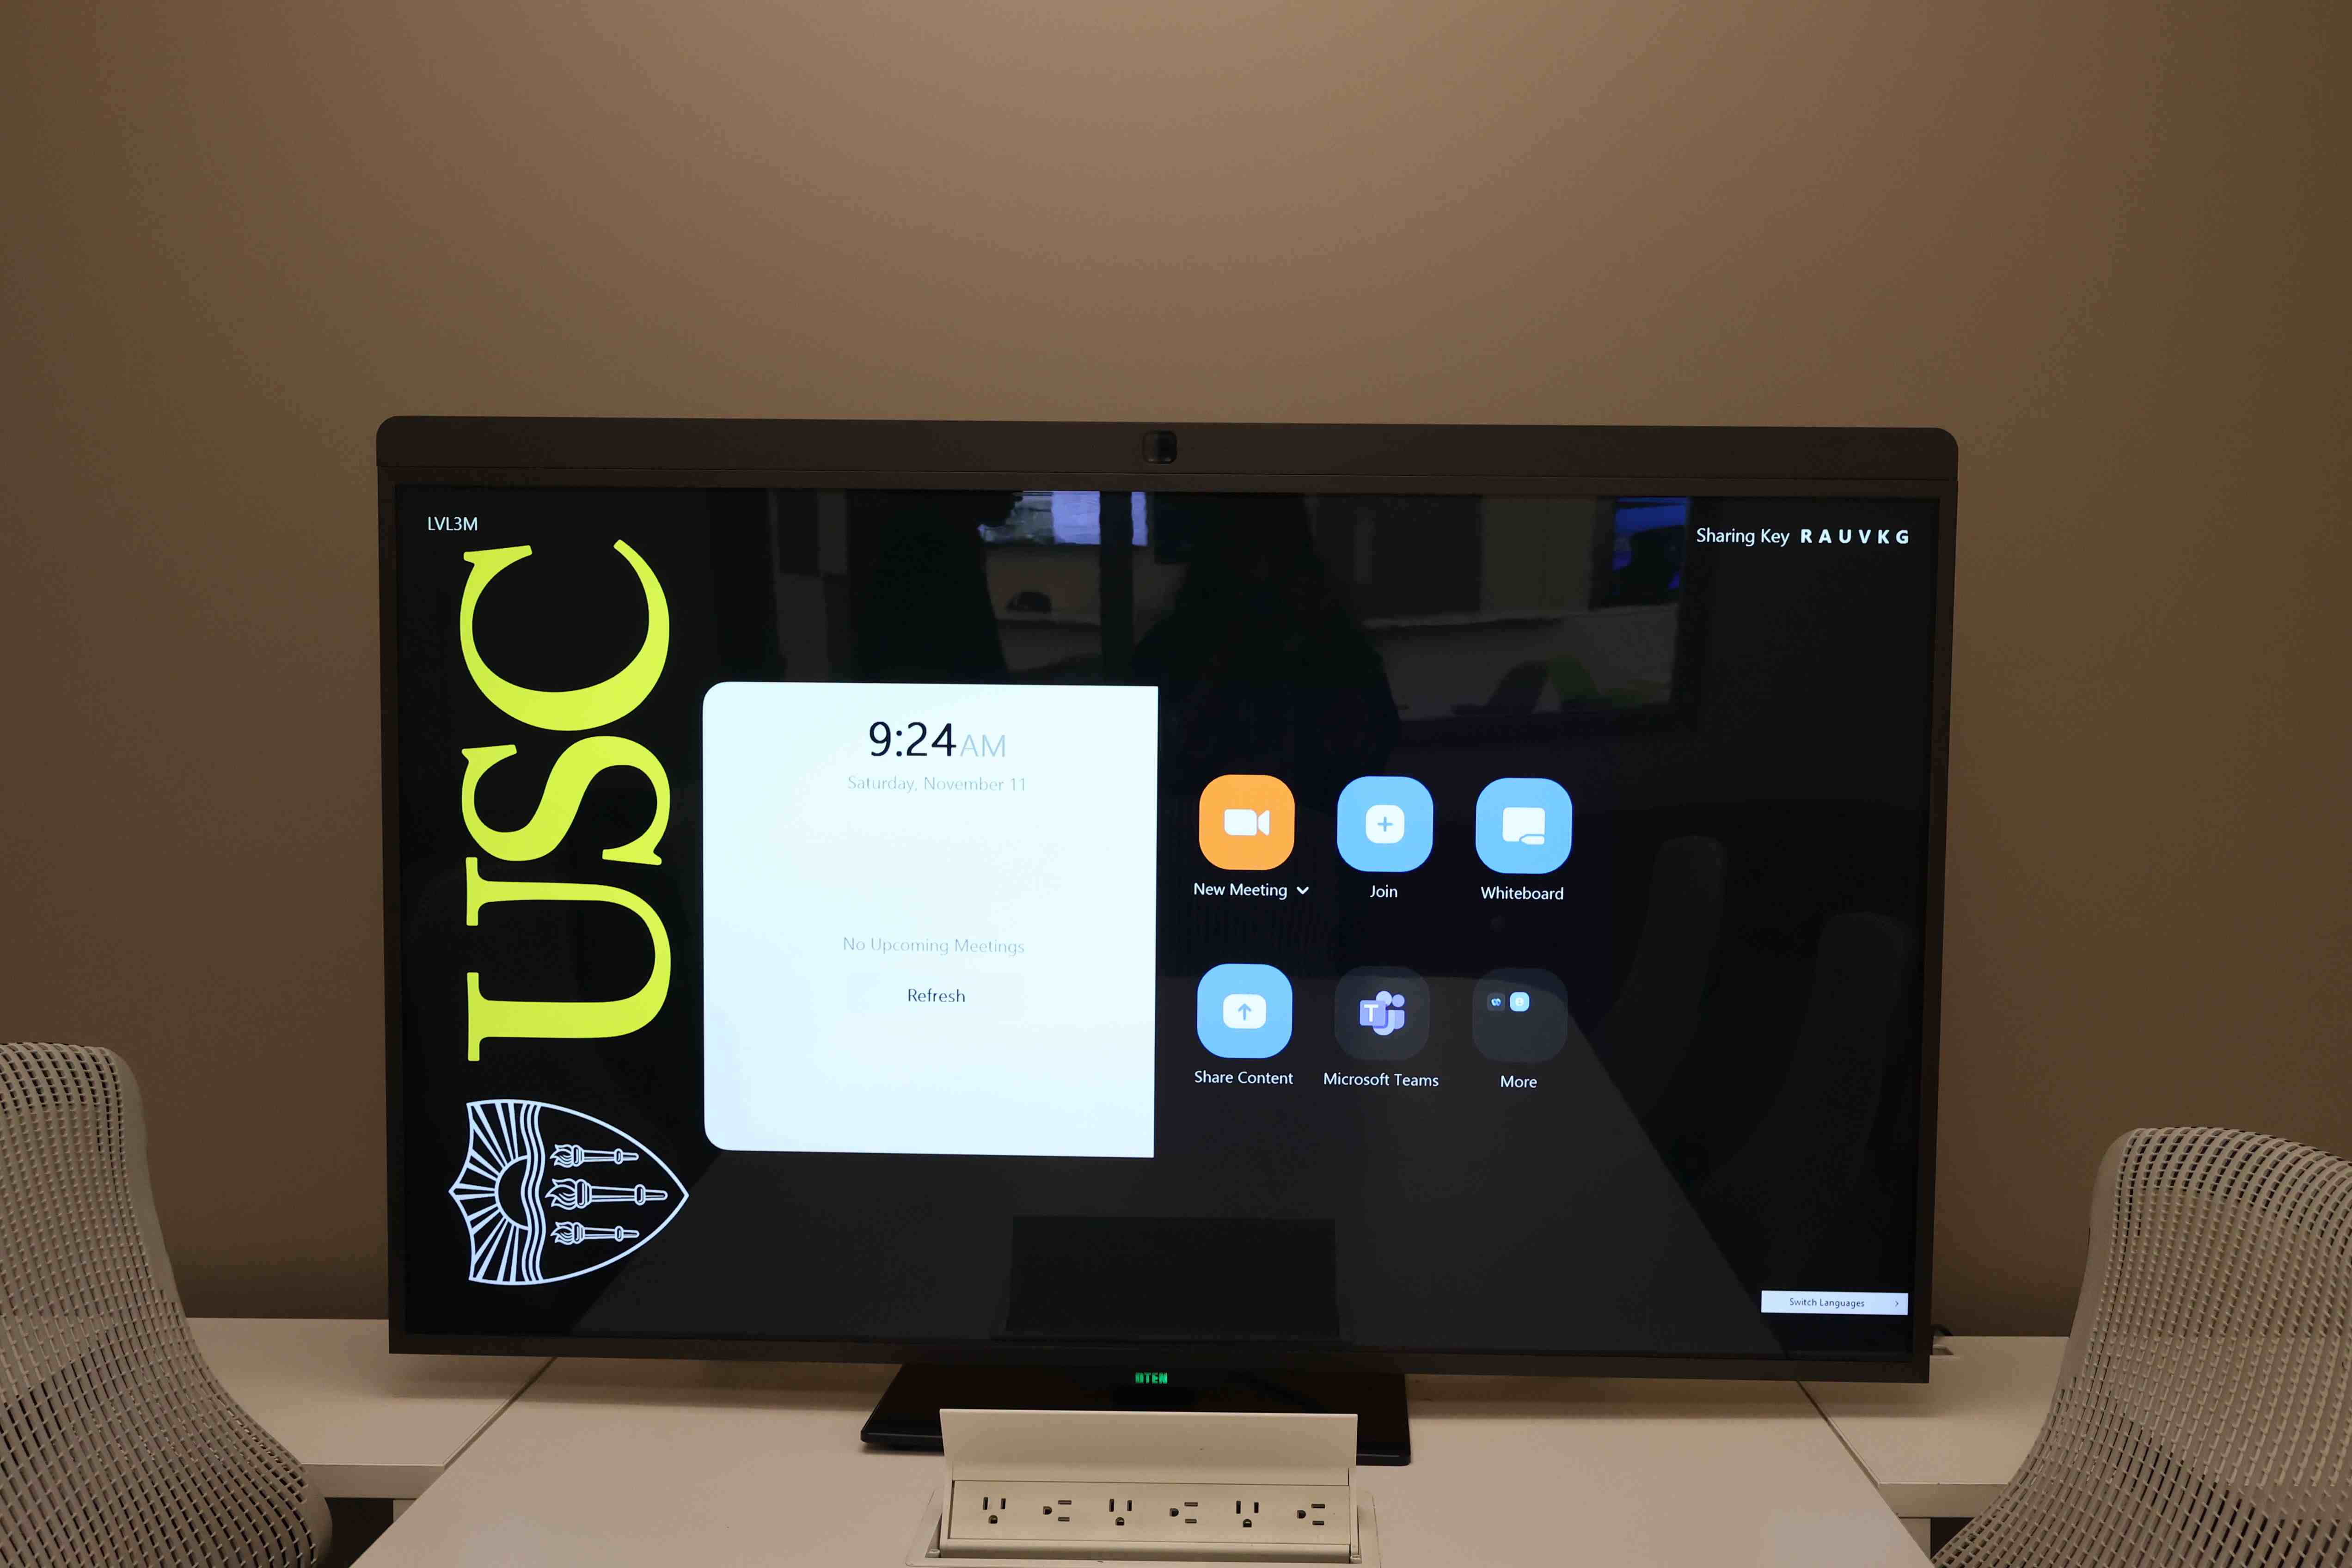 LVL3M
Sharing Key RAUVKG
USC
9:24AM
Saturday, November 11
No Upcoming Meetings
Refresh
New Meeting
Join
Whiteboard
Share Content
Microsoft Teams
More
Switch Languages
DTEN